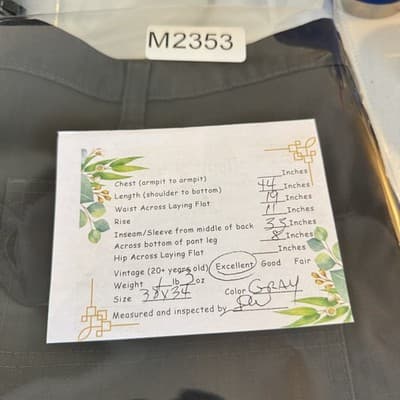 M2353
Chest (armpit to armpit) Inches
Length (shoulder to bottom) 44 Inches
Waist Across Laying Flat 19 Inches
Rise 11 Inches
Inseam/Sleeve from middle of back 33 Inches
Across bottom of pant leg 8 Inches
Hip Across Laying Flat Inches
Vintage (20+ years old) Excellent Good Fair
Weight 1 lb 3 oz
Size 38x34 Color GRAY
Measured and inspected by